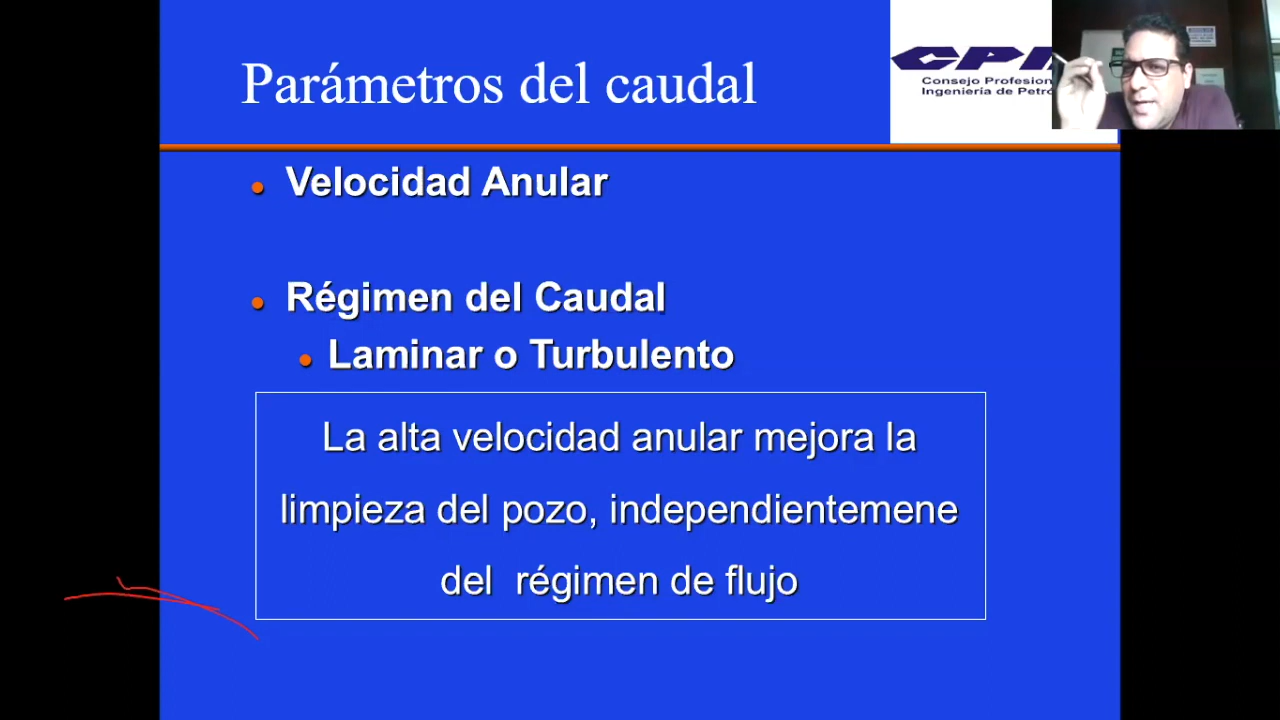 Parámetros del caudal
Consejo Profesion
Ingeniería de Petró
Velocidad Anular
Régimen del Caudal
Laminar o Turbulento
La alta velocidad anular mejora la
limpieza del pozo, independientemene
del régimen de flujo